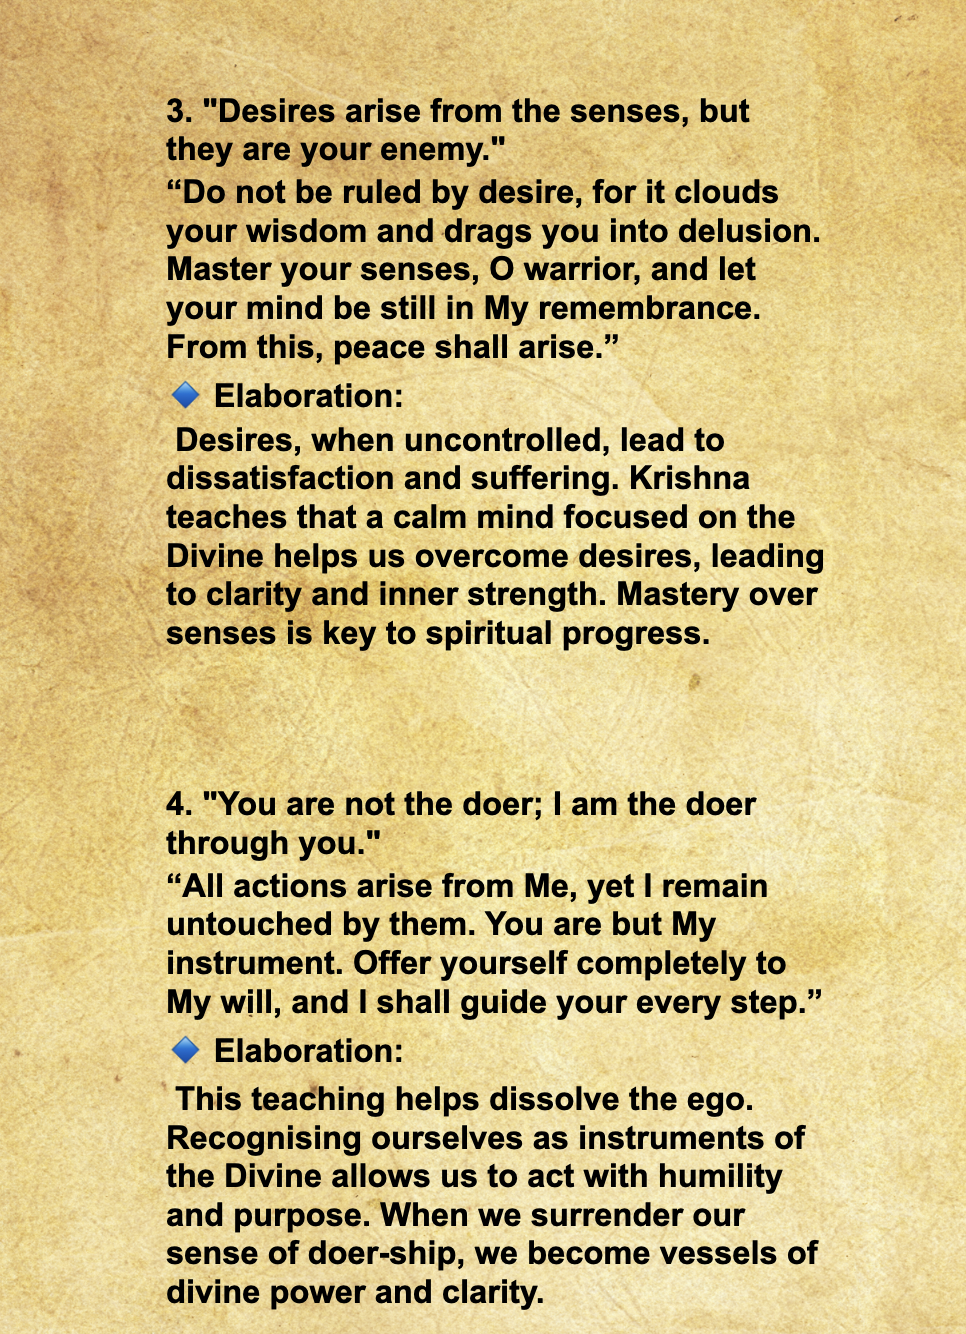 3. "Desires arise from the senses, but
they are your enemy."
“Do not be ruled by desire, for it clouds
your wisdom and drags you into delusion.
Master your senses, O warrior, and let
your mind be still in My remembrance.
From this, peace shall arise.”
🔹 Elaboration:
Desires, when uncontrolled, lead to
dissatisfaction and suffering. Krishna
teaches that a calm mind focused on the
Divine helps us overcome desires, leading
to clarity and inner strength. Mastery over
senses is key to spiritual progress.
4. "You are not the doer; I am the doer
through you."
“All actions arise from Me, yet I remain
untouched by them. You are but My
instrument. Offer yourself completely to
My will, and I shall guide your every step.”
🔹 Elaboration:
This teaching helps dissolve the ego.
Recognising ourselves as instruments of
the Divine allows us to act with humility
and purpose. When we surrender our
sense of doer-ship, we become vessels of
divine power and clarity.